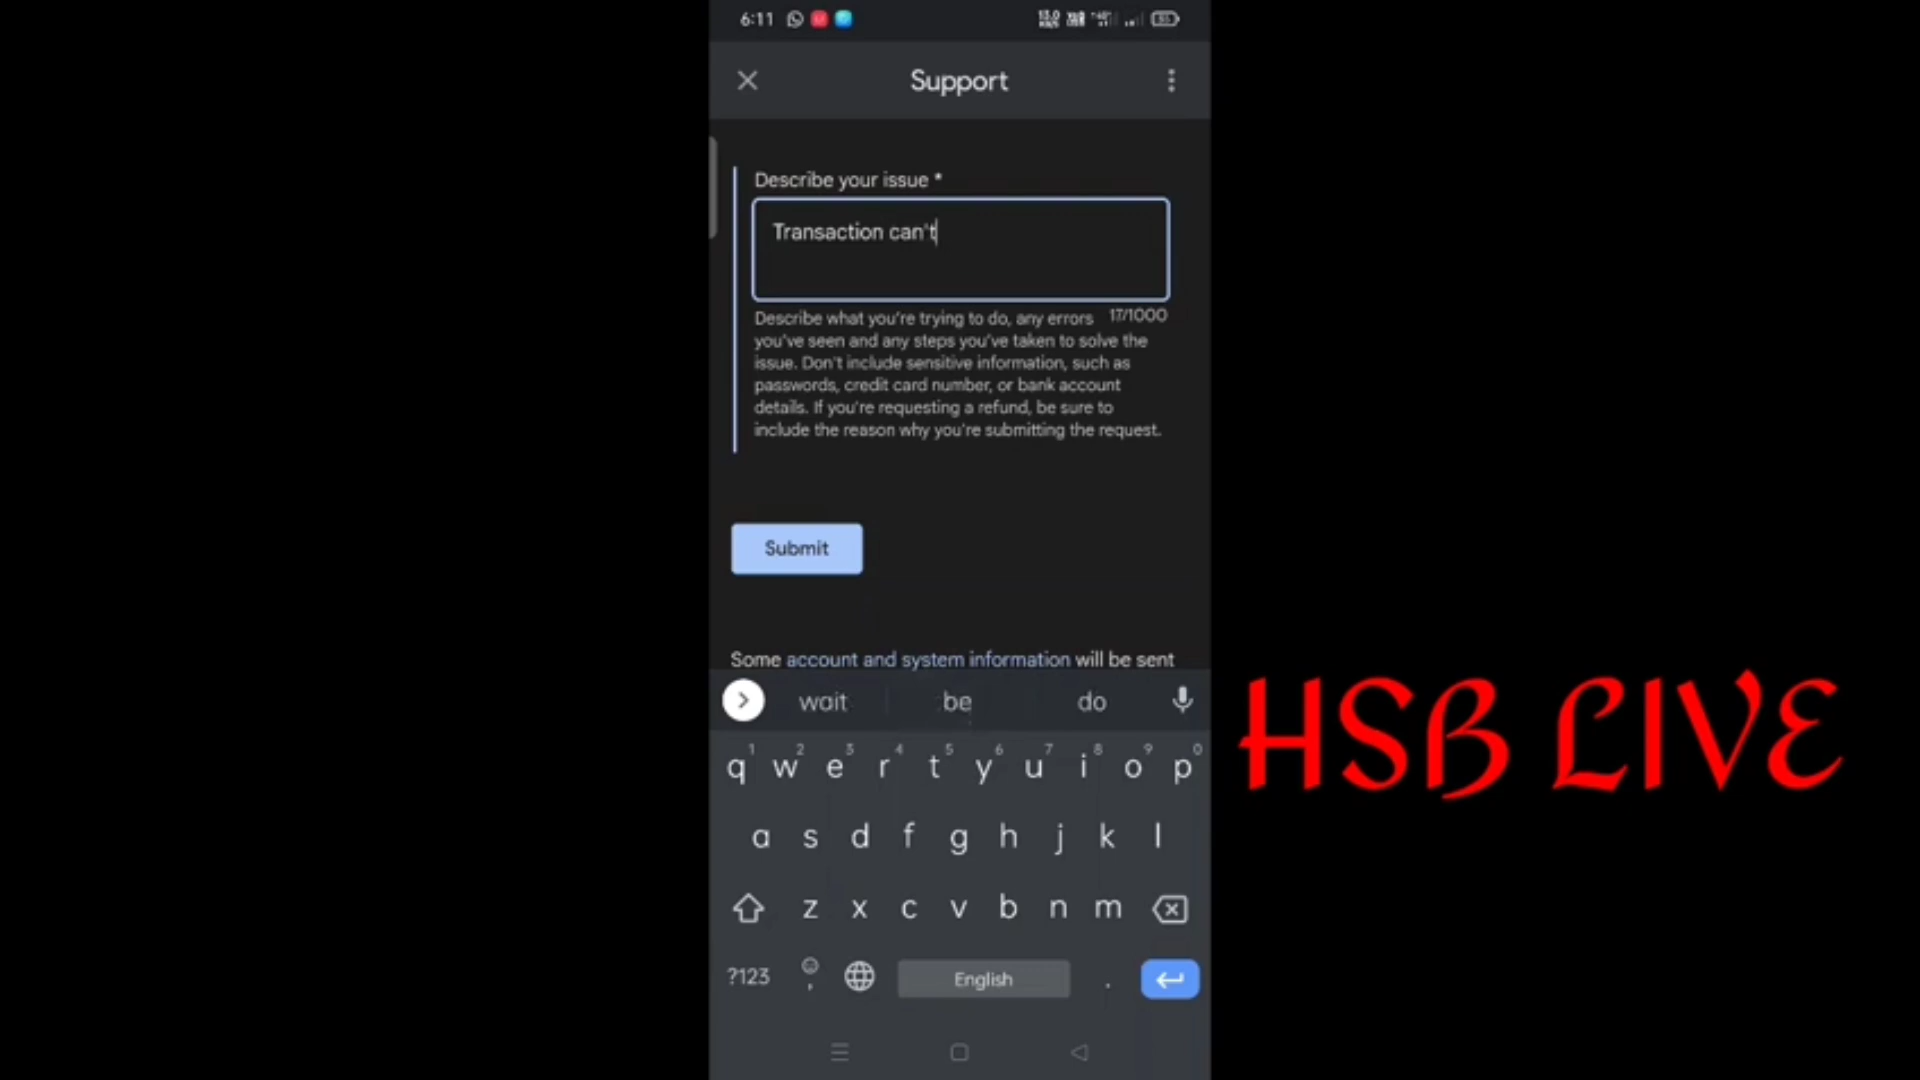 6:11
Support
Describe your issue *
Transaction can't
Describe what you're trying to do, any errors 17/1000
you've seen and any steps you've taken to solve the
issue. Don't include sensitive information, such as
passwords, credit card number, or bank account
details. If you're requesting a refund, be sure to
include the reason why you're submitting the request.
Submit
Some account and system information will be sent
wait be do
HSB LIVE
1 2 3 4 5 6 7 8 9 0
q w e r t y u i o p
a s d f g h j k l
z x c v b n m
?123 , English .